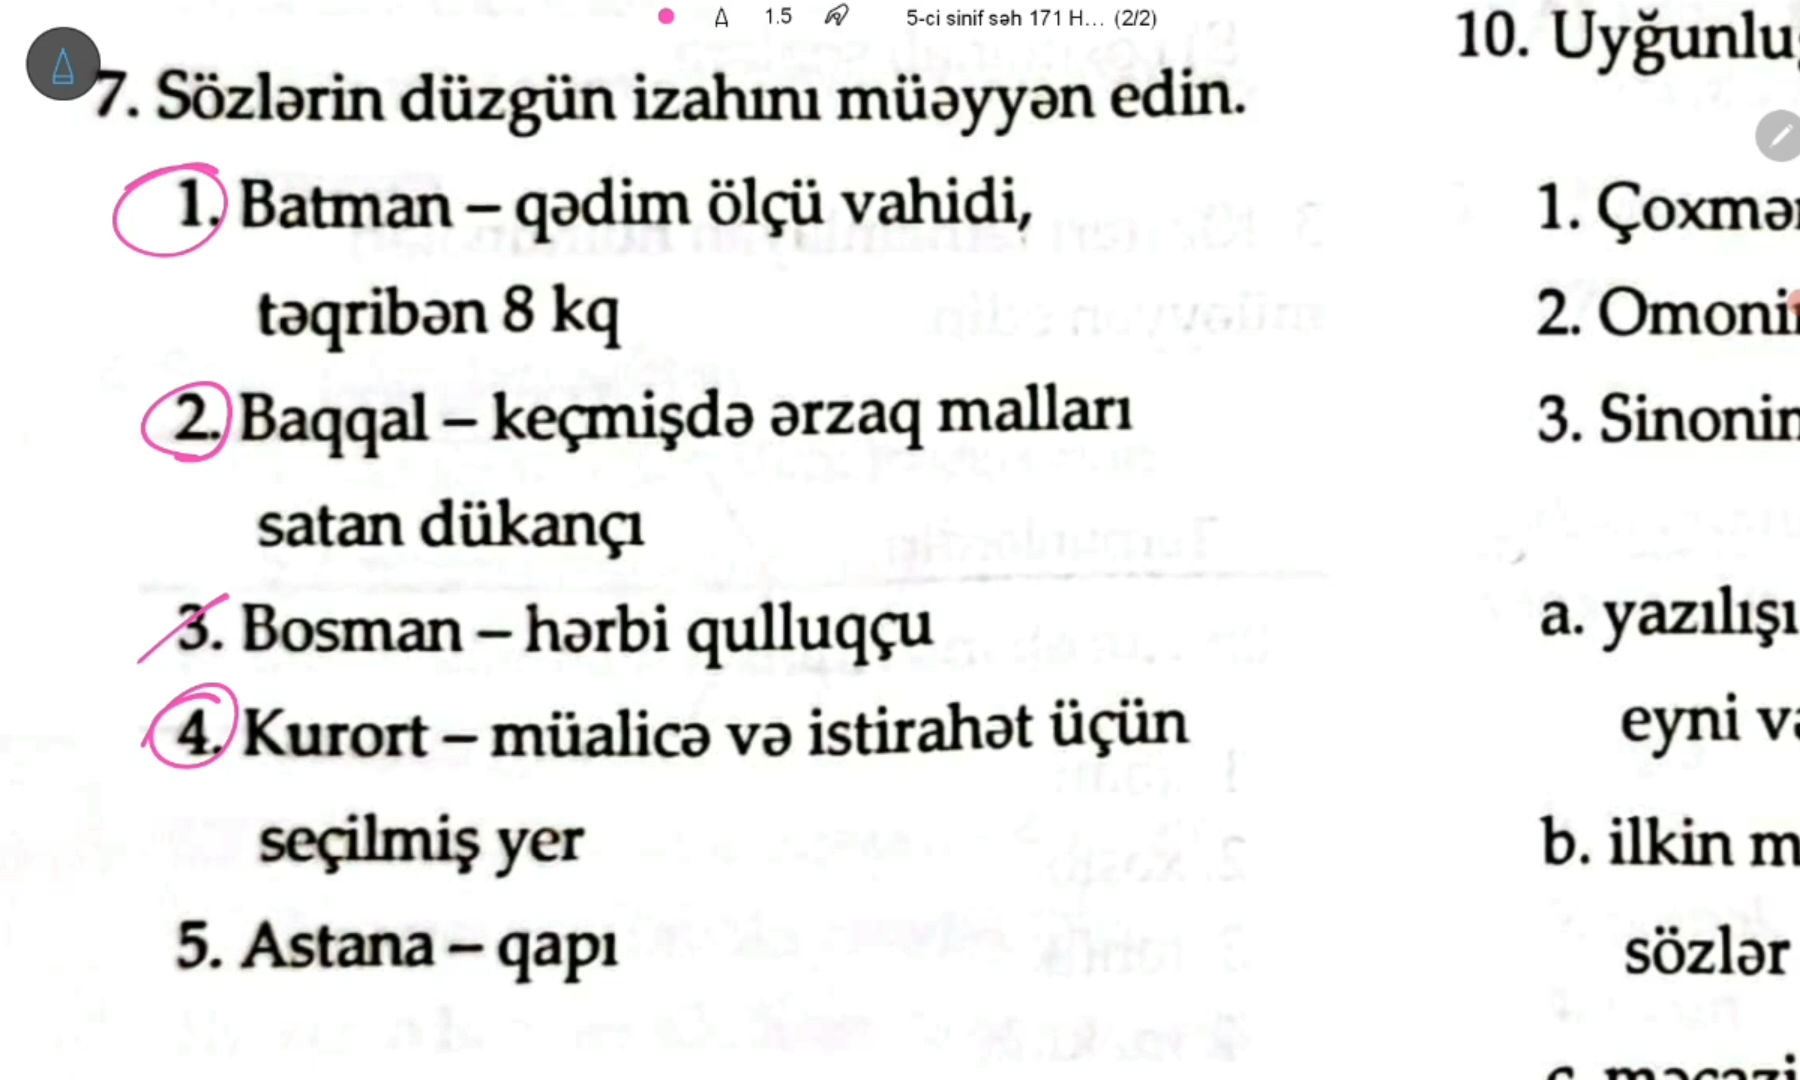 1.5 5-ci sinif səh 171 H... (2/2)
7. Sözlərin düzgün izahını müəyyən edin.
1. Batman – qədim ölçü vahidi,
təqribən 8 kq
2. Baqqal – keçmişdə ərzaq malları
satan dükançı
3. Bosman – hərbi qulluqçu
4. Kurort – müalicə və istirahət üçün
seçilmiş yer
5. Astana – qapı
10. Uyğunlu
1. Çoxmə
2. Omoni
3. Sinonim
a. yazılışı
eyni və
b. ilkin m
sözlər